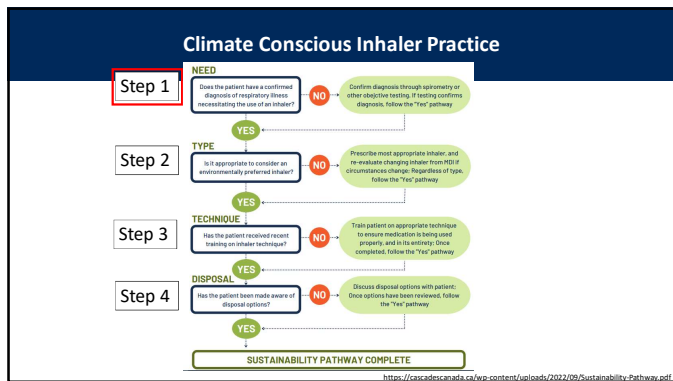 Climate Conscious Inhaler Practice
NEED
Step 1
Does the patient have a confirmed
diagnosis of respiratory illness
necessitating the use of an inhaler?
NO
Confirm diagnosis through spirometry or
other obejctive testing. If testing confirms
diagnosis, follow the "Yes" pathway
YES
TYPE
Step 2
Is it appropriate to consider an
environmentally preferred inhaler?
NO
Prescribe most appropriate inhaler, and
re-evaluate changing inhaler from MDI if
circumstances change; Regardless of type,
follow the "Yes" pathway
YES
TECHNIQUE
Step 3
Has the patient received recent
training on inhaler technique?
NO
Train patient on appropriate technique
to ensure medication is being used
properly, and in its entirety; Once
completed, follow the "Yes" pathway
YES
DISPOSAL
Step 4
Has the patient been made aware of
disposal options?
NO
Discuss disposal options with patient;
Once options have been reviewed, follow
the "Yes" pathway
YES
SUSTAINABILITY PATHWAY COMPLETE
https://cascadescanada.ca/wp-content/uploads/2022/09/Sustainability-Pathway.pdf